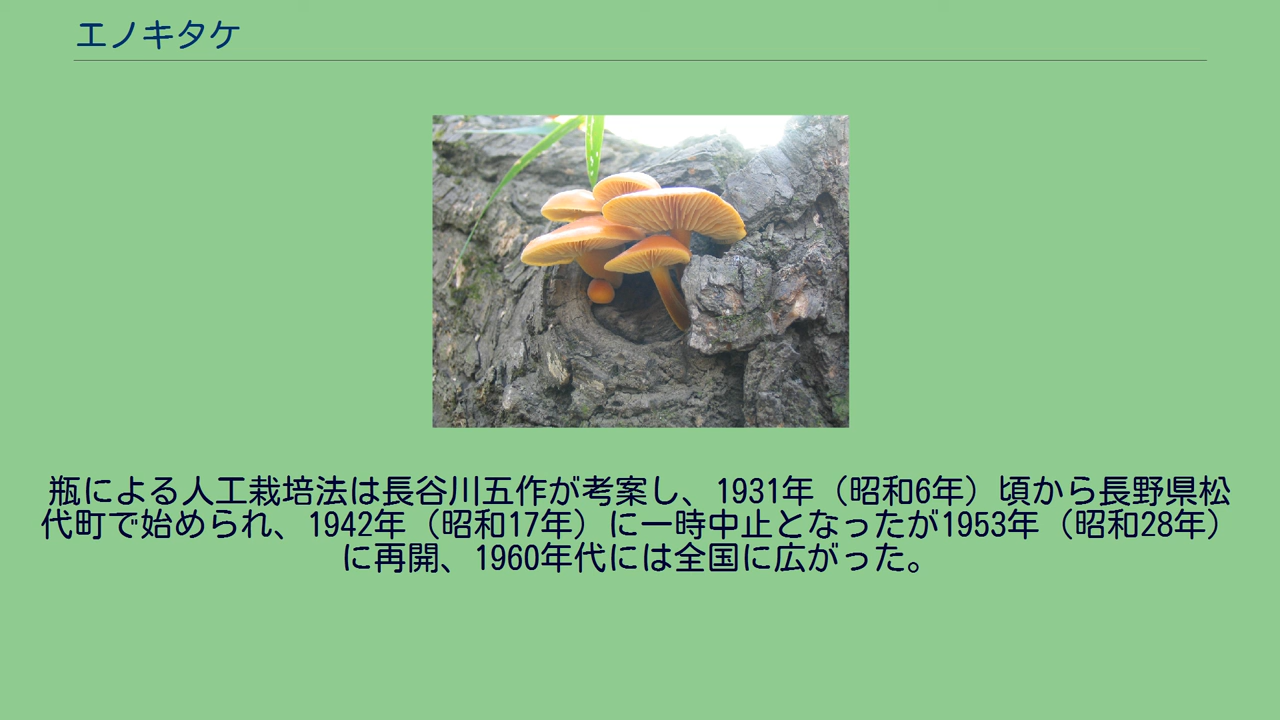 エノキタケ
瓶による人工栽培法は長谷川五作が考案し、1931年（昭和6年）頃から長野県松
代町で始められ、1942年（昭和17年）に一時中止となったが1953年（昭和28年）
に再開、1960年代には全国に広がった。